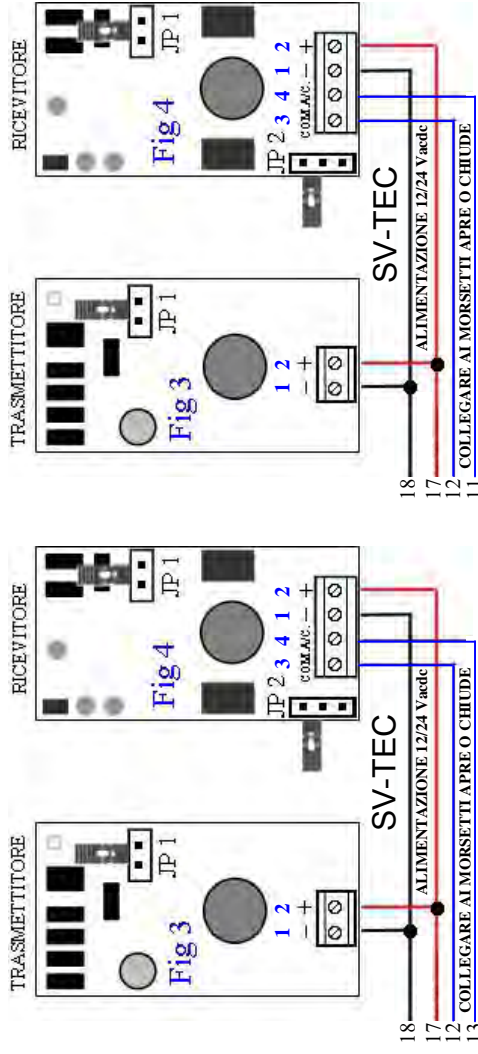 TRASMETTITORE
JP 1
Fig 3
1 2
– +
RICEVITORE
JP 1
Fig 4
JP 2
3 4 1 2
COM. A/C. – +
SV-TEC
18
17 ALIMENTAZIONE 12/24 Vacdc
12
13 COLLEGARE AI MORSETTI APRE O CHIUDE
TRASMETTITORE
JP 1
Fig 3
1 2
– +
RICEVITORE
JP 1
Fig 4
JP 2
3 4 1 2
COM. A/C. – +
SV-TEC
18
17 ALIMENTAZIONE 12/24 Vacdc
12
11 COLLEGARE AI MORSETTI APRE O CHIUDE